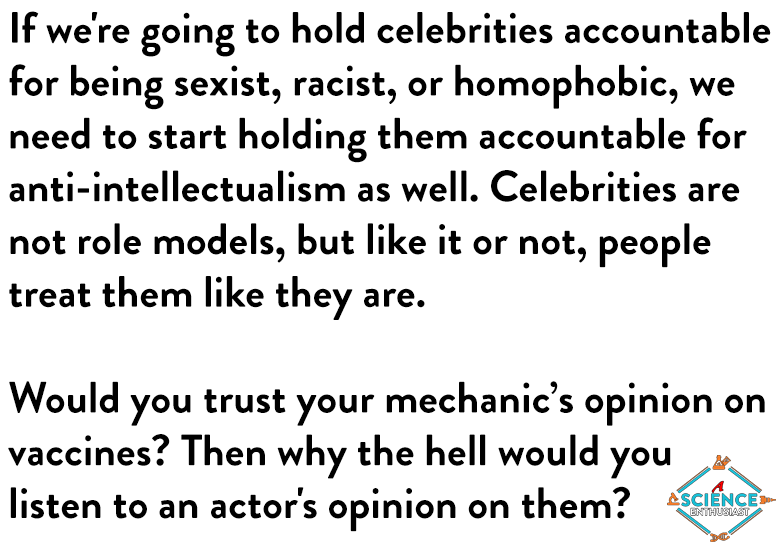 If we're going to hold celebrities accountable
for being sexist, racist, or homophobic, we
need to start holding them accountable for
anti-intellectualism as well. Celebrities are
not role models, but like it or not, people
treat them like they are.
Would you trust your mechanic’s opinion on
vaccines? Then why the hell would you
listen to an actor's opinion on them?
A
SCIENCE
ENTHUSIAST